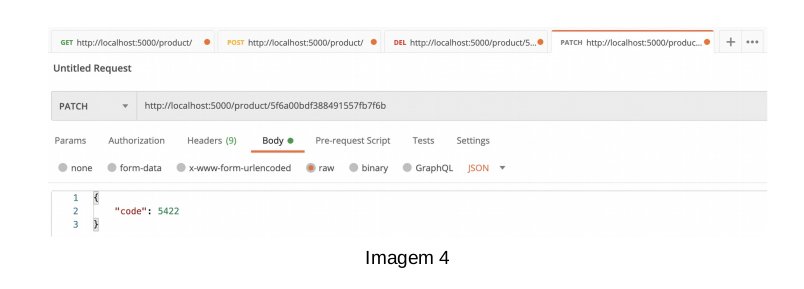 GET http://localhost:5000/product/ POST http://localhost:5000/product/ DEL http://localhost:5000/product/5... PATCH http://localhost:5000/produc... + •••
Untitled Request
PATCH http://localhost:5000/product/5f6a00bdf388491557fb7f6b
Params Authorization Headers (9) Body Pre-request Script Tests Settings
none form-data x-www-form-urlencoded raw binary GraphQL JSON
1 {
2 "code": 5422
3 }
Imagem 4